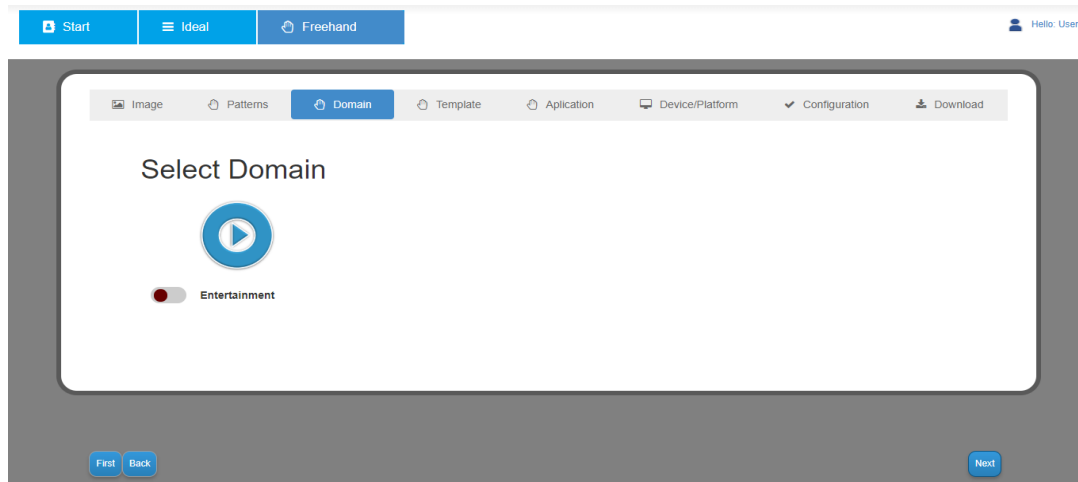 Start Ideal Freehand Hello: User
Image Patterns Domain Template Aplication Device/Platform Configuration Download
Select Domain
Entertainment
First Back Next